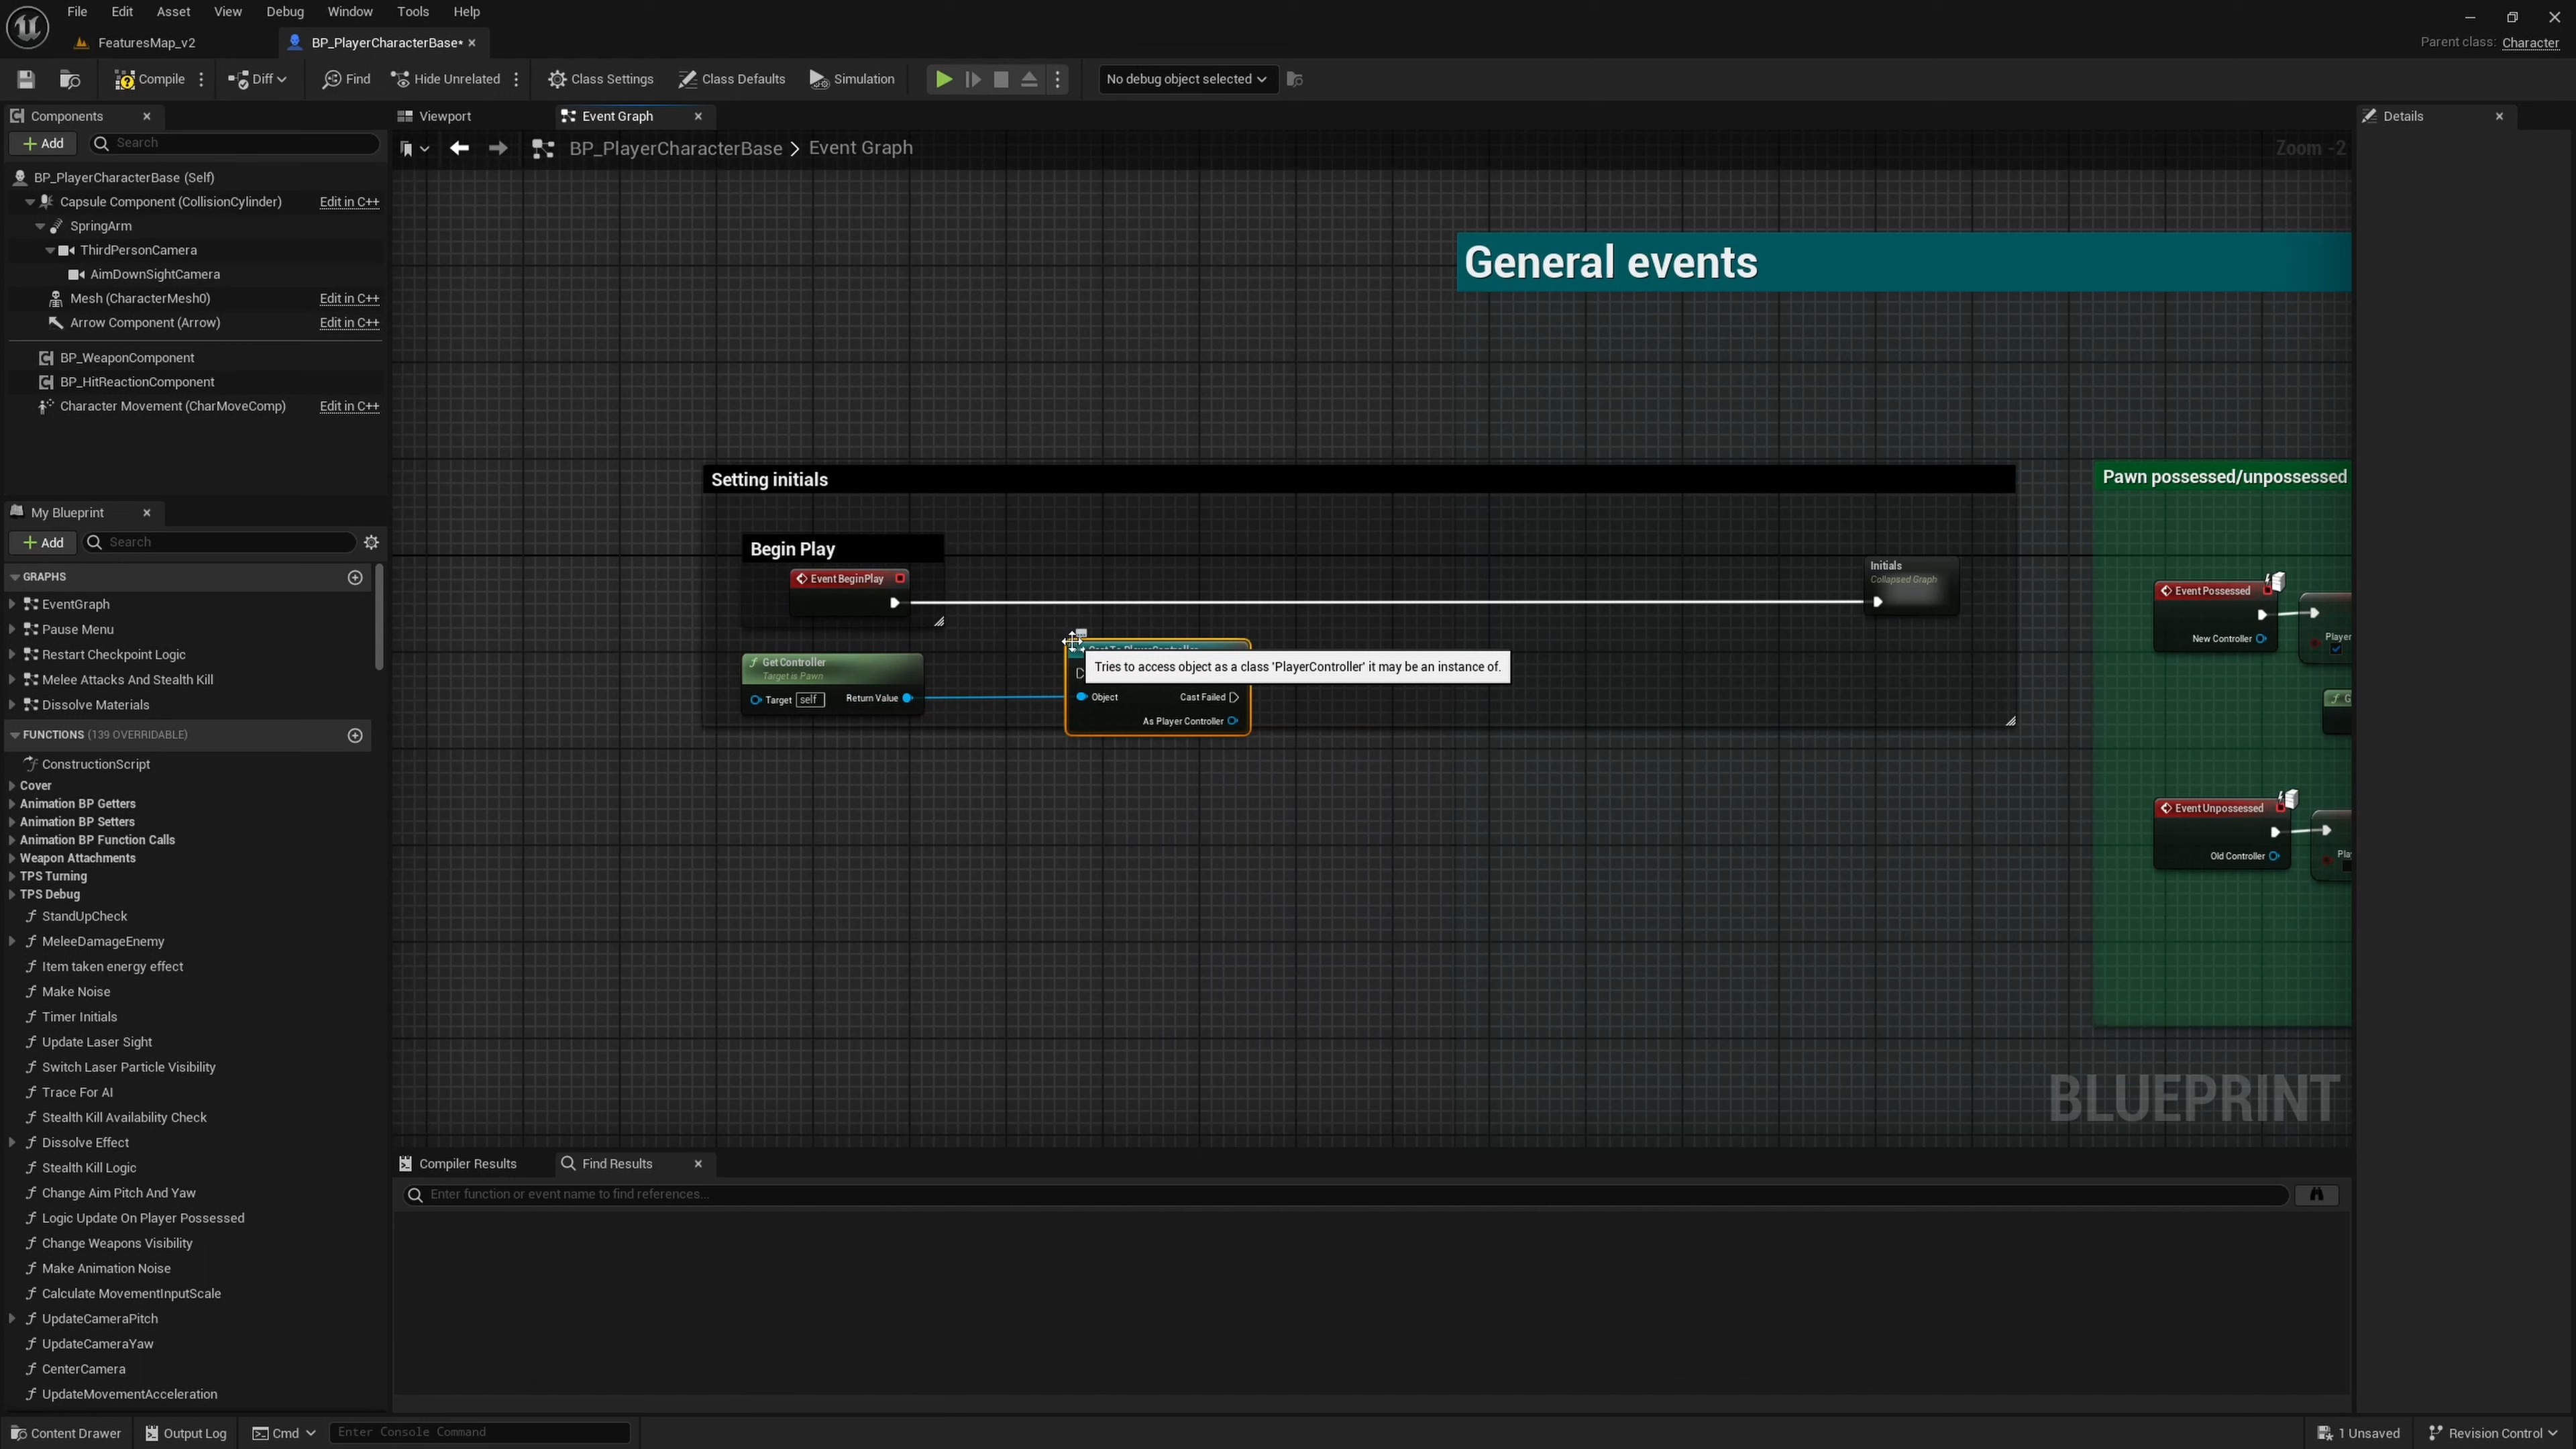 File Edit Asset View Debug Window Tools Help
FeaturesMap_v2
BP_PlayerCharacterBase*
Parent class: Character
Compile
Diff
Find
Hide Unrelated
Class Settings
Class Defaults
Simulation
No debug object selected
Components
Add
Search
BP_PlayerCharacterBase (Self)
Capsule Component (CollisionCylinder) Edit in C++
SpringArm
ThirdPersonCamera
AimDownSightCamera
Mesh (CharacterMesh0) Edit in C++
Arrow Component (Arrow) Edit in C++
BP_WeaponComponent
BP_HitReactionComponent
Character Movement (CharMoveComp) Edit in C++
My Blueprint
Add
Search
GRAPHS
EventGraph
Pause Menu
Restart Checkpoint Logic
Melee Attacks And Stealth Kill
Dissolve Materials
FUNCTIONS (139 OVERRIDABLE)
ConstructionScript
Cover
Animation BP Getters
Animation BP Setters
Animation BP Function Calls
Weapon Attachments
TPS Turning
TPS Debug
StandUpCheck
MeleeDamageEnemy
Item taken energy effect
Make Noise
Timer Initials
Update Laser Sight
Switch Laser Particle Visibility
Trace For AI
Stealth Kill Availability Check
Dissolve Effect
Stealth Kill Logic
Change Aim Pitch And Yaw
Logic Update On Player Possessed
Change Weapons Visibility
Make Animation Noise
Calculate MovementInputScale
UpdateCameraPitch
UpdateCameraYaw
CenterCamera
UpdateMovementAcceleration
Viewport
Event Graph
BP_PlayerCharacterBase > Event Graph
Zoom -2
General events
Setting initials
Begin Play
Event BeginPlay
Initials
Collapsed Graph
Get Controller
Target is Pawn
Target self Return Value
Tries to access object as a class 'PlayerController' it may be an instance of.
Object Cast Failed
As Player Controller
Pawn possessed/unpossessed
Event Possessed
New Controller
Player
Event Unpossessed
Old Controller
BLUEPRINT
Details
Compiler Results
Find Results
Enter function or event name to find references...
Content Drawer
Output Log
Cmd
Enter Console Command
1 Unsaved
Revision Control